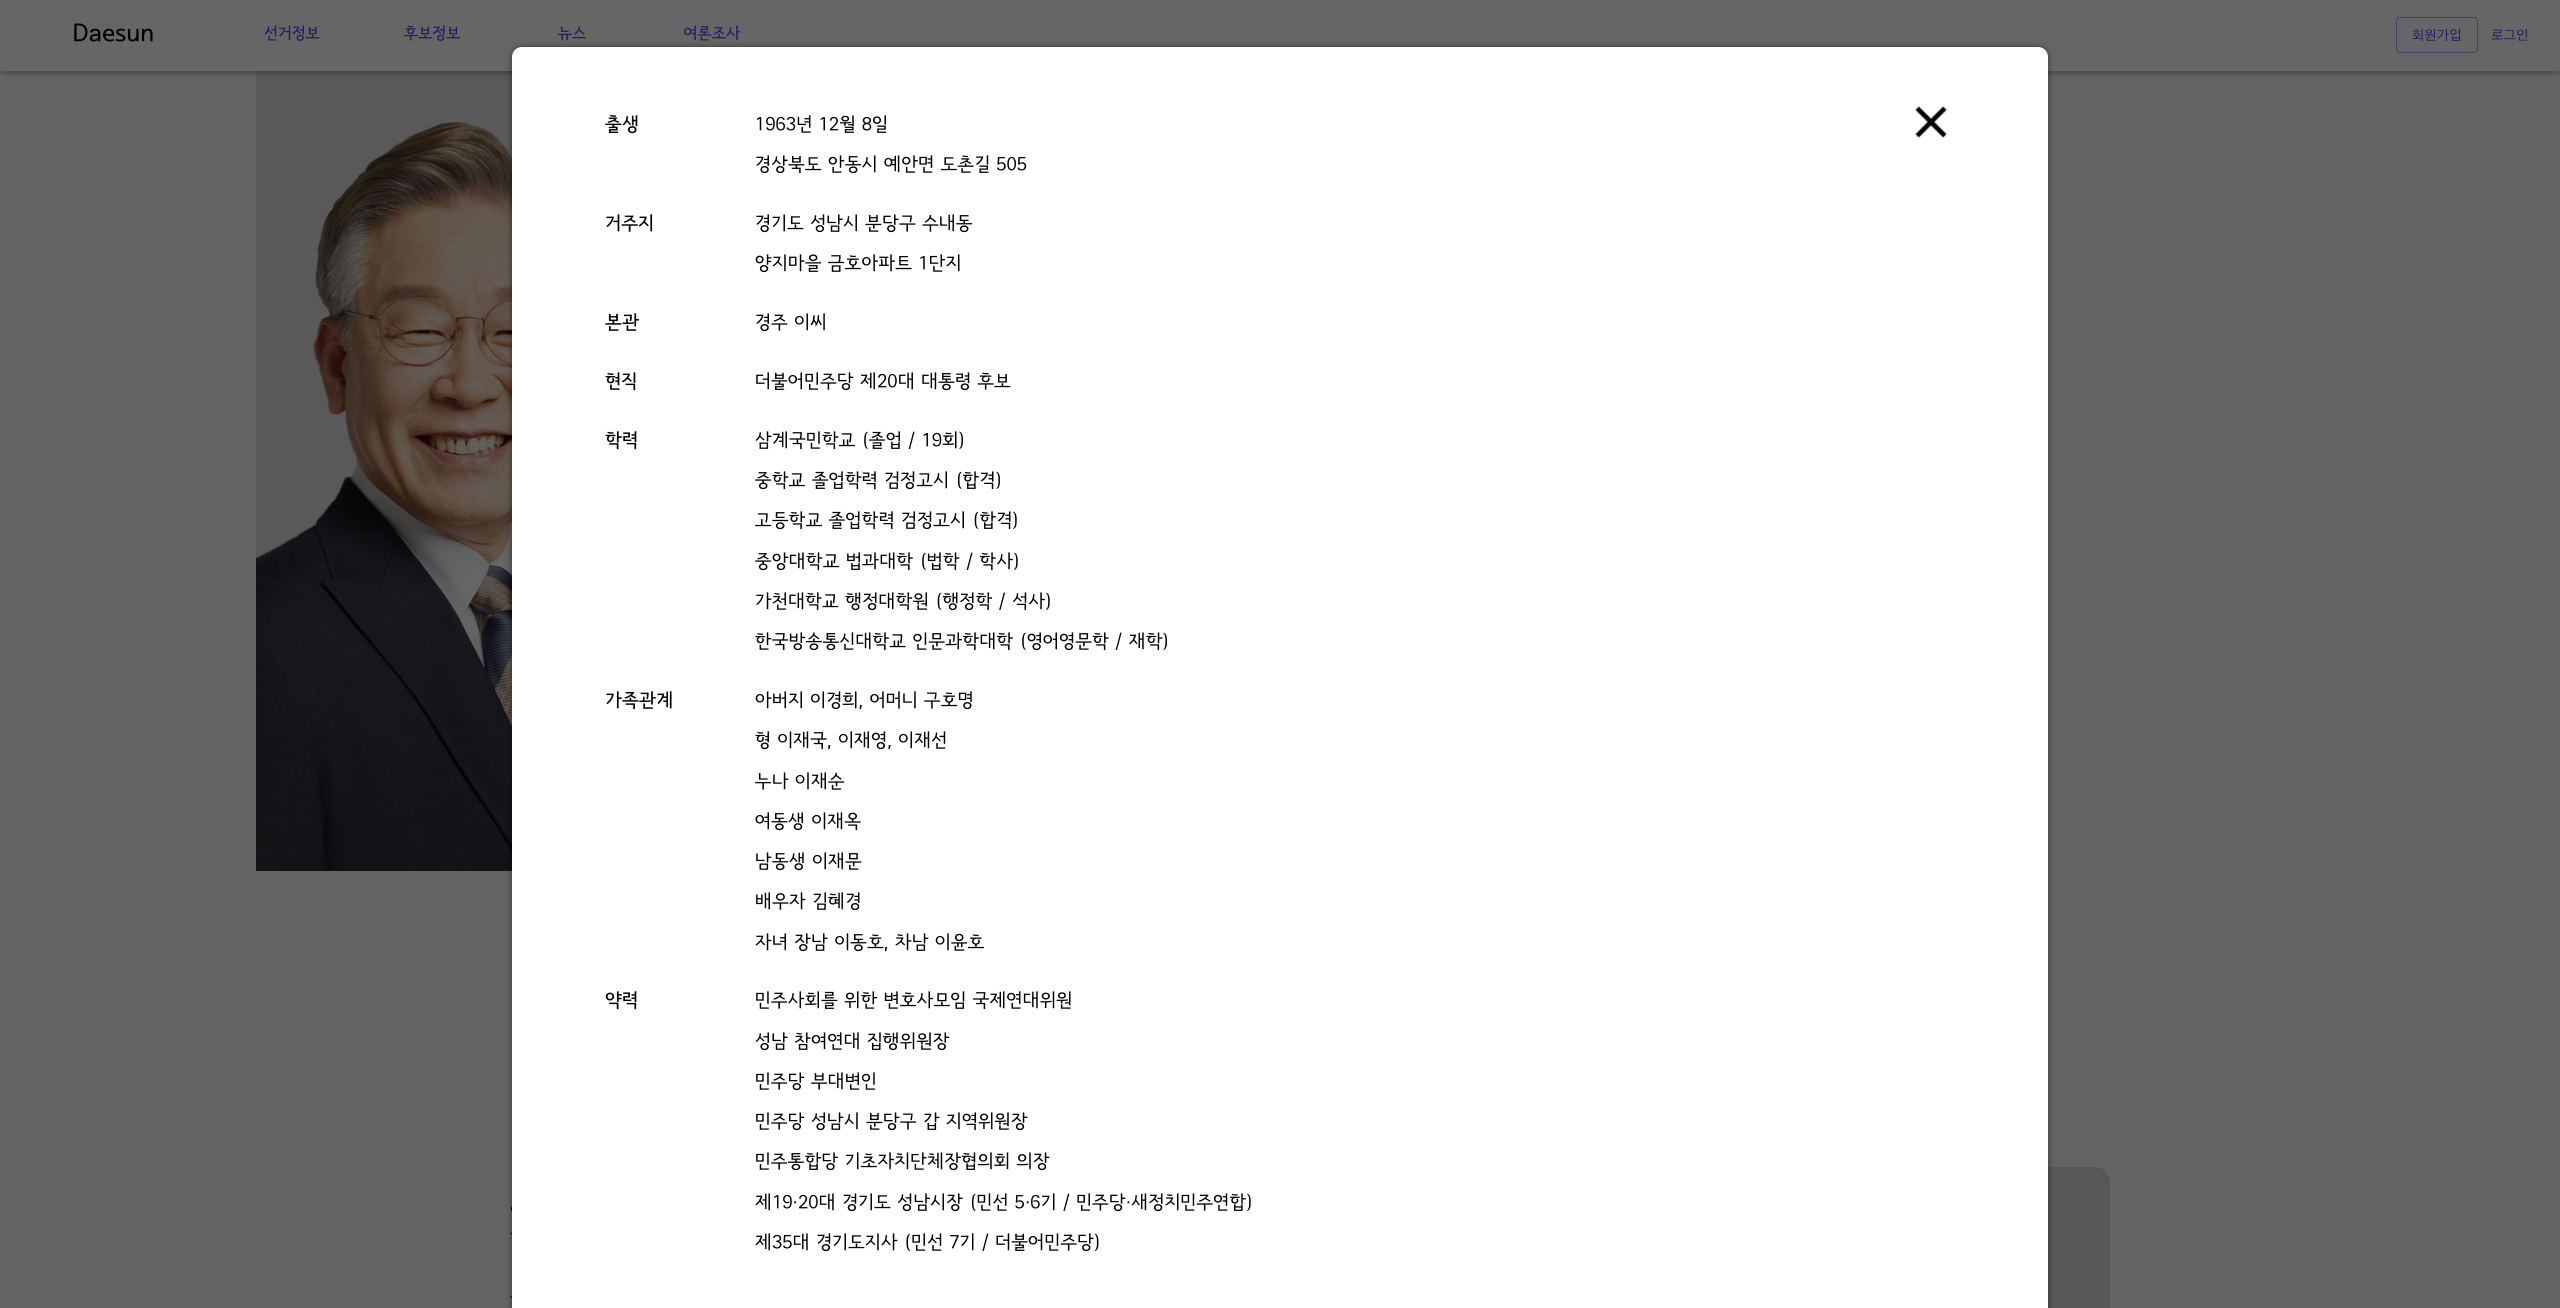 Daesun 선거정보 후보정보 뉴스 여론조사 회원가입 로그인
출생 1963년 12월 8일
경상북도 안동시 예안면 도촌길 505
거주지 경기도 성남시 분당구 수내동
양지마을 금호아파트 1단지
본관 경주 이씨
현직 더불어민주당 제20대 대통령 후보
학력 삼계국민학교 (졸업 / 19회)
중학교 졸업학력 검정고시 (합격)
고등학교 졸업학력 검정고시 (합격)
중앙대학교 법과대학 (법학 / 학사)
가천대학교 행정대학원 (행정학 / 석사)
한국방송통신대학교 인문과학대학 (영어영문학 / 재학)
가족관계 아버지 이경희, 어머니 구호명
형 이재국, 이재영, 이재선
누나 이재순
여동생 이재옥
남동생 이재문
배우자 김혜경
자녀 장남 이동호, 차남 이윤호
약력 민주사회를 위한 변호사모임 국제연대위원
성남 참여연대 집행위원장
민주당 부대변인
민주당 성남시 분당구 갑 지역위원장
민주통합당 기초자치단체장협의회 의장
제19·20대 경기도 성남시장 (민선 5·6기 / 민주당·새정치민주연합)
제35대 경기도지사 (민선 7기 / 더불어민주당)